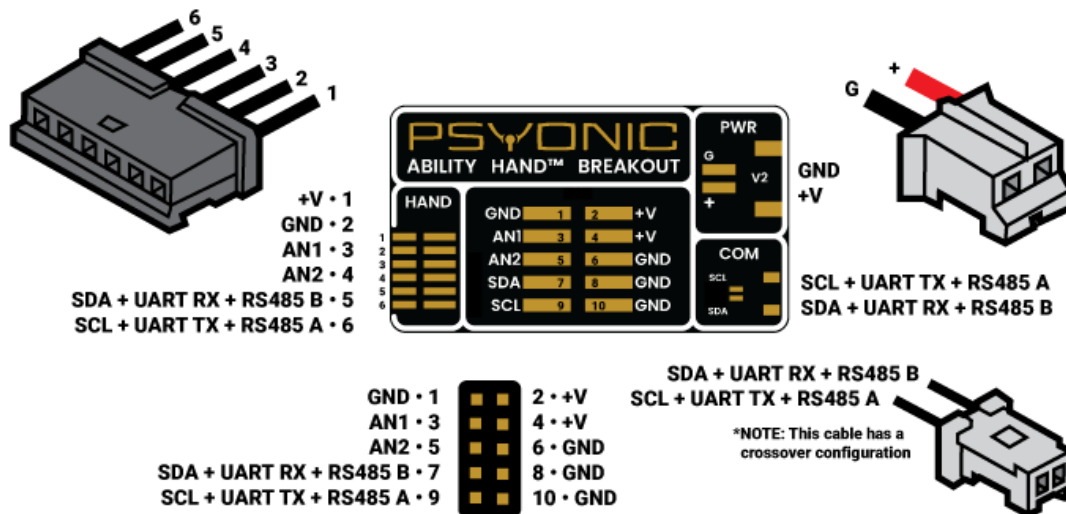 6
5
4
3
2
1
+V • 1
GND • 2
AN1 • 3
AN2 • 4
SDA + UART RX + RS485 B • 5
SCL + UART TX + RS485 A • 6
PSYONIC
ABILITY HAND™ BREAKOUT
HAND
1
2
3
4
5
6
GND 1 2 +V
AN1 3 4 +V
AN2 5 6 GND
SDA 7 8 GND
SCL 9 10 GND
PWR
G
V2
+
COM
SCL
SDA
+
G
GND
+V
SCL + UART TX + RS485 A
SDA + UART RX + RS485 B
GND • 1 2 • +V
AN1 • 3 4 • +V
AN2 • 5 6 • GND
SDA + UART RX + RS485 B • 7 8 • GND
SCL + UART TX + RS485 A • 9 10 • GND
SDA + UART RX + RS485 B
SCL + UART TX + RS485 A
*NOTE: This cable has a
crossover configuration